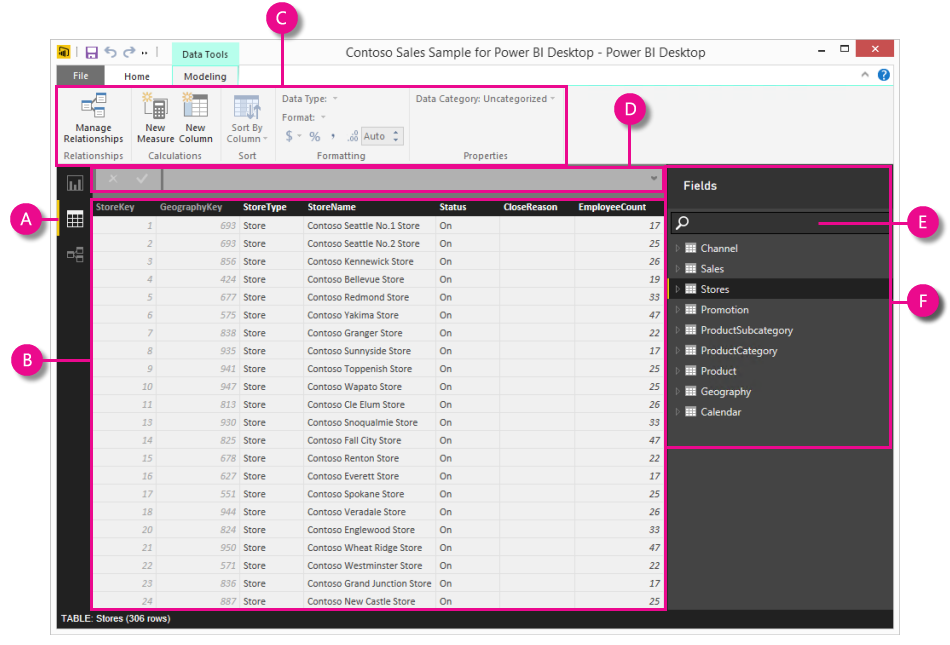 C
Data Tools
Contoso Sales Sample for Power BI Desktop - Power BI Desktop
File Home Modeling
Manage Relationships
New Measure
New Column
Sort By Column
Data Type:
Format:
$ % , .00 Auto
Data Category: Uncategorized
Relationships Calculations Sort Formatting Properties
D
A
B
E
F
StoreKey GeographyKey StoreType StoreName Status CloseReason EmployeeCount
1 693 Store Contoso Seattle No.1 Store On 17
2 693 Store Contoso Seattle No.2 Store On 25
3 856 Store Contoso Kennewick Store On 26
4 424 Store Contoso Bellevue Store On 19
5 677 Store Contoso Redmond Store On 33
6 575 Store Contoso Yakima Store On 47
7 838 Store Contoso Granger Store On 22
8 935 Store Contoso Sunnyside Store On 17
9 941 Store Contoso Toppenish Store On 25
10 947 Store Contoso Wapato Store On 25
11 813 Store Contoso Cle Elum Store On 26
13 930 Store Contoso Snoqualmie Store On 33
14 825 Store Contoso Fall City Store On 47
15 678 Store Contoso Renton Store On 22
16 627 Store Contoso Everett Store On 17
17 551 Store Contoso Spokane Store On 25
18 944 Store Contoso Veradale Store On 26
20 824 Store Contoso Englewood Store On 33
21 950 Store Contoso Wheat Ridge Store On 47
22 571 Store Contoso Westminster Store On 22
23 836 Store Contoso Grand Junction Store On 17
24 887 Store Contoso New Castle Store On 25
Fields
Channel
Sales
Stores
Promotion
ProductSubcategory
ProductCategory
Product
Geography
Calendar
TABLE: Stores (306 rows)